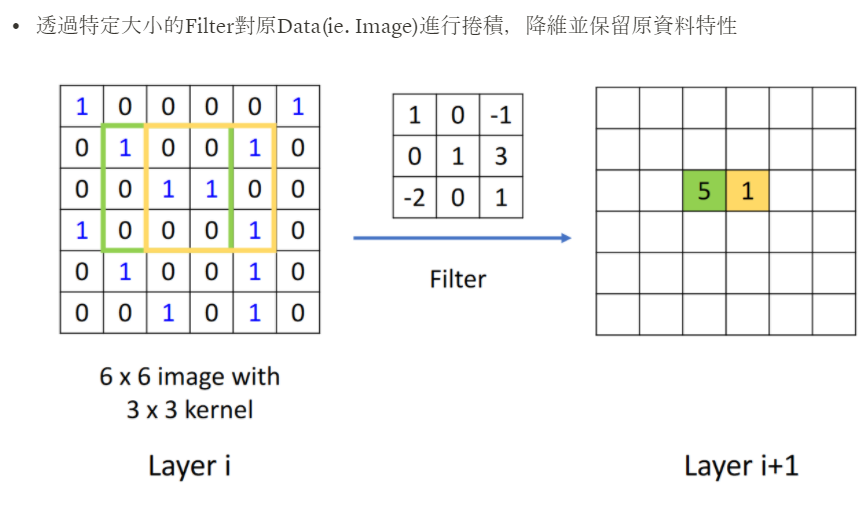 • 透過特定大小的Filter對原Data(ie. Image)進行捲積，降維並保留原資料特性
1 0 0 0 0 1
0 1 0 0 1 0
0 0 1 1 0 0
1 0 0 0 1 0
0 1 0 0 1 0
0 0 1 0 1 0
6 x 6 image with
3 x 3 kernel
Layer i
1 0 -1
0 1 3
-2 0 1
Filter
5 1
Layer i+1